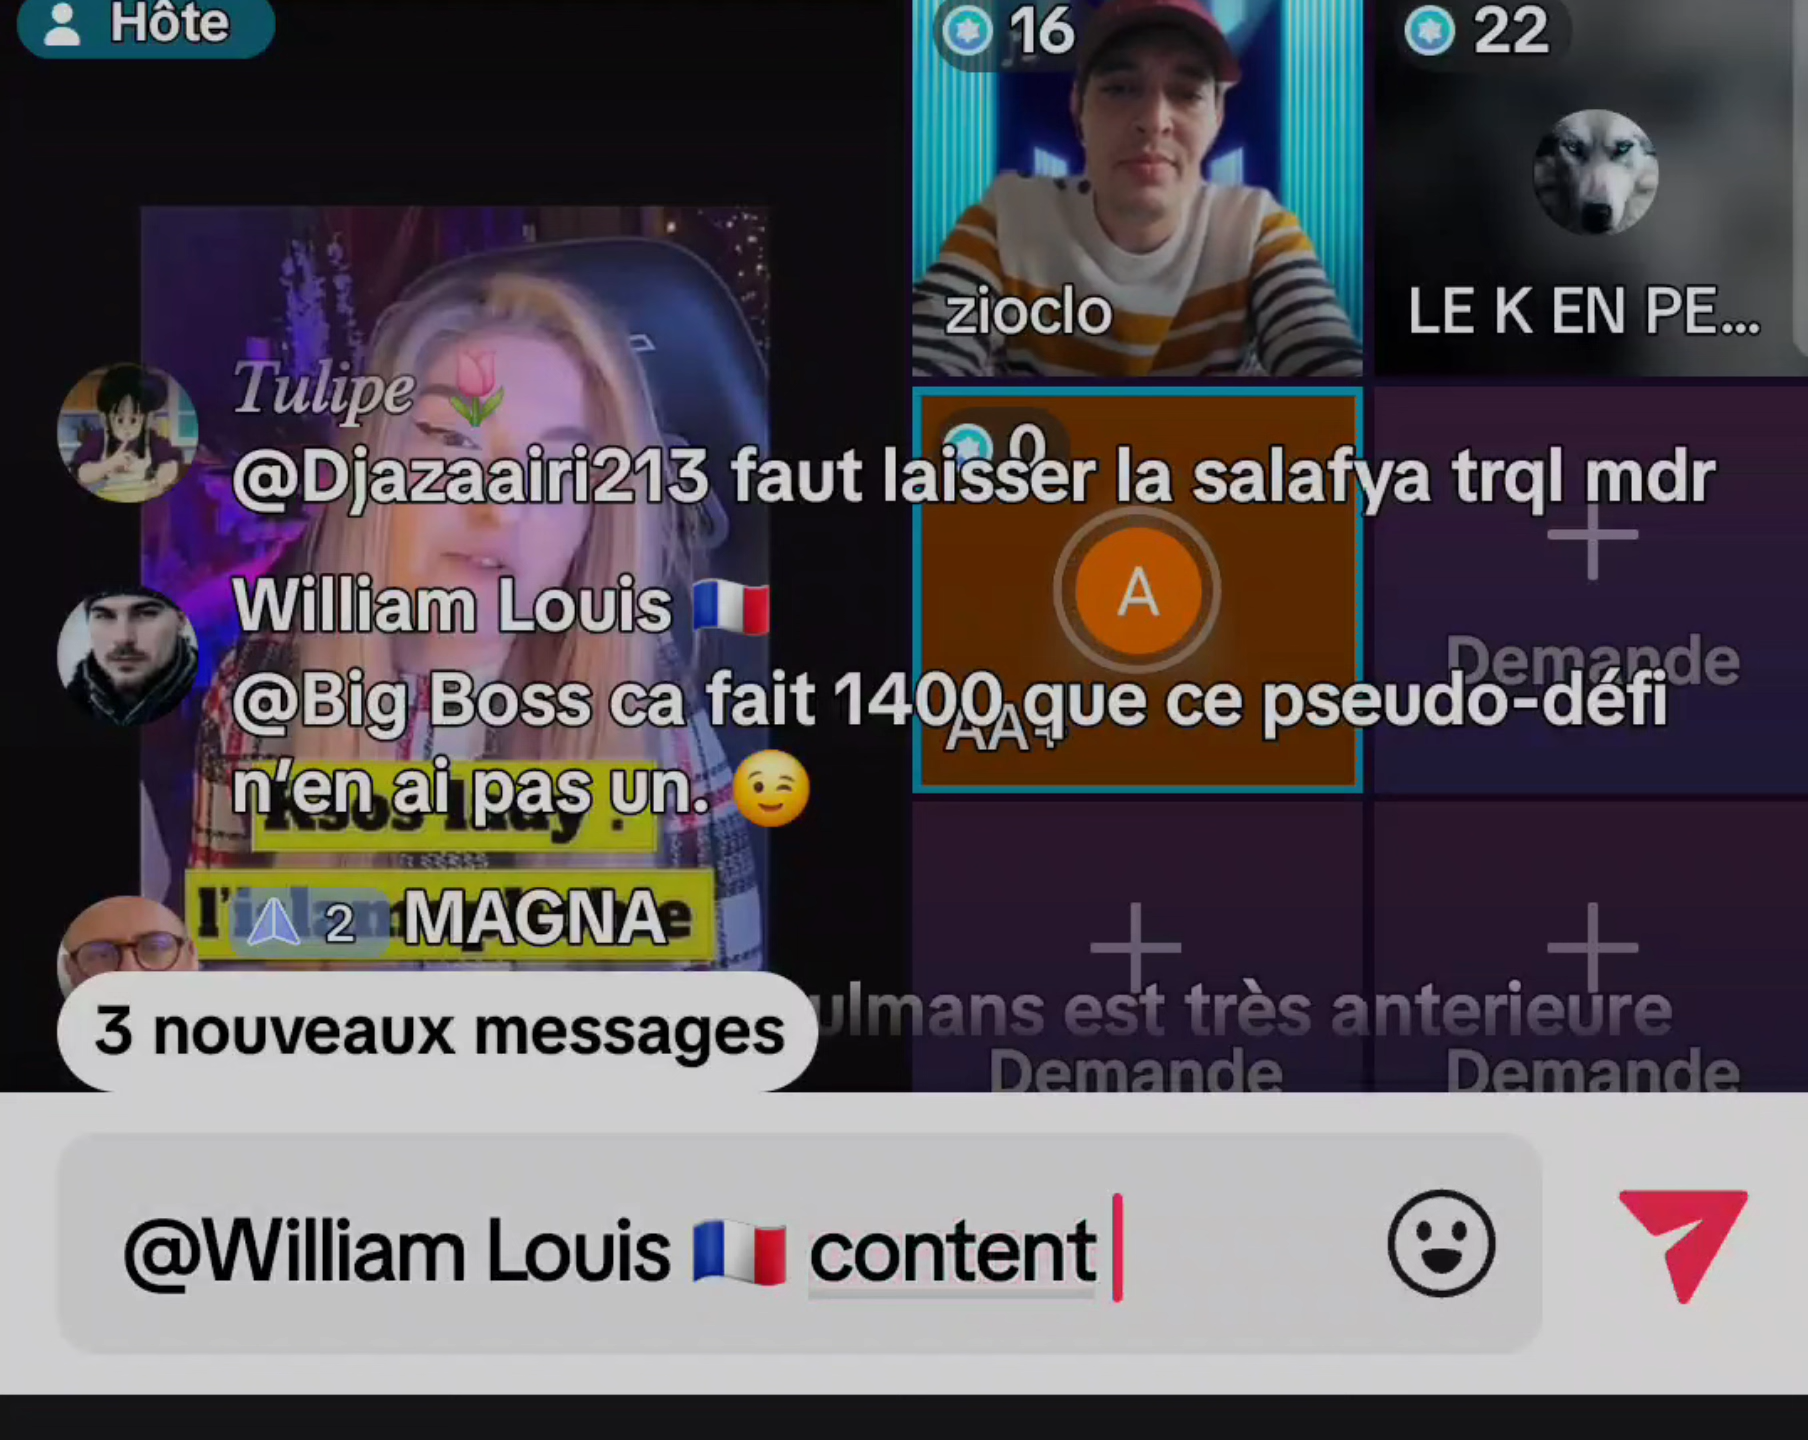 Hôte
16
22
zioclo
LE K EN PE...
Tulipe 🌷
0
@Djazaairi213 faut laisser la salafya trql mdr
A
William Louis 🇫🇷
Demande
@Big Boss ca fait 1400 que ce pseudo-défi
n'en ai pas un. 😉
2 MAGNA
ulmans est très anterieure
3 nouveaux messages
Demande
Demande
@William Louis 🇫🇷 content